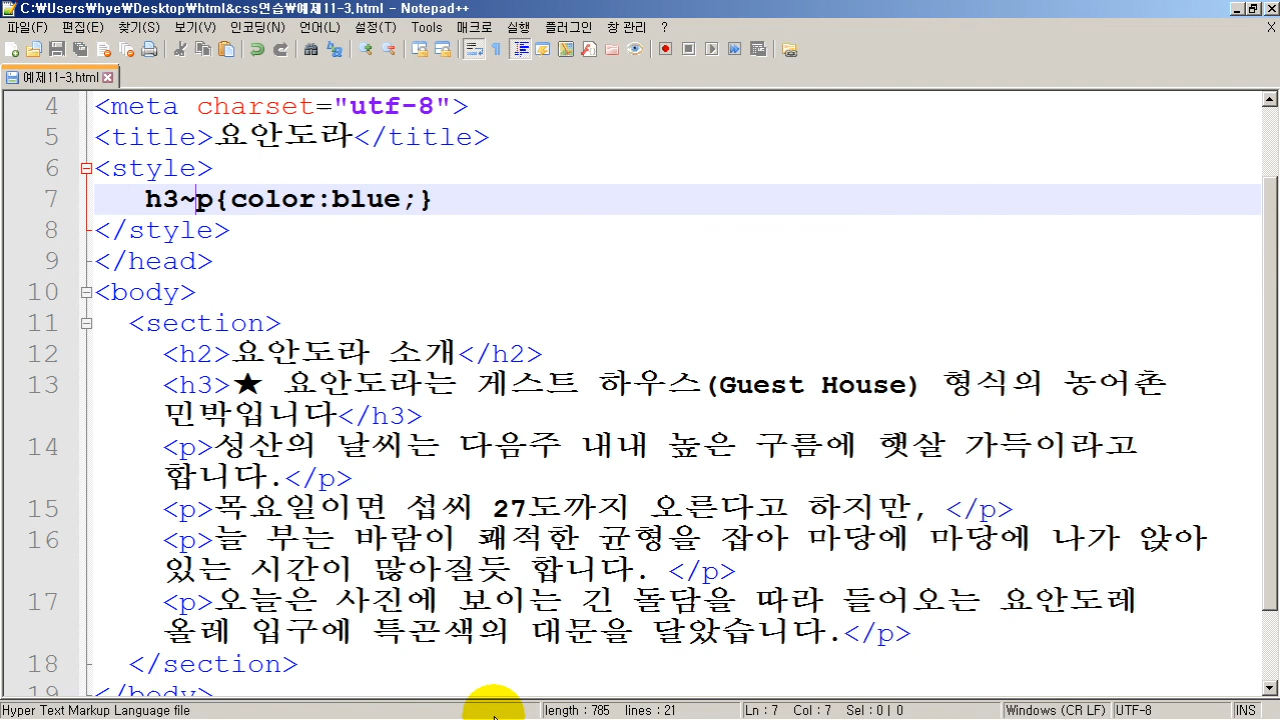 C:₩Users₩hye₩Desktop₩html&css연습₩예제11-3.html - Notepad++
파일(F) 편집(E) 찾기(S) 보기(V) 인코딩(N) 언어(L) 설정(T) Tools 매크로 실행 플러그인 창 관리 ? X
예제11-3.html
4 <meta charset="utf-8">
5 <title>요안도라</title>
6 <style>
7 h3~p{color:blue;}
8 </style>
9 </head>
10 <body>
11 <section>
12 <h2>요안도라 소개</h2>
13 <h3>★ 요안도라는 게스트 하우스(Guest House) 형식의 농어촌
민박입니다</h3>
14 <p>성산의 날씨는 다음주 내내 높은 구름에 햇살 가득이라고
합니다.</p>
15 <p>목요일이면 섭씨 27도까지 오른다고 하지만, </p>
16 <p>늘 부는 바람이 쾌적한 균형을 잡아 마당에 마당에 나가 앉아
있는 시간이 많아질듯 합니다. </p>
17 <p>오늘은 사진에 보이는 긴 돌담을 따라 들어오는 요안도레
올레 입구에 특곤색의 대문을 달았습니다.</p>
18 </section>
19 </body>
Hyper Text Markup Language file length : 785 lines : 21 Ln : 7 Col : 7 Sel : 0 | 0 Windows (CR LF) UTF-8 INS